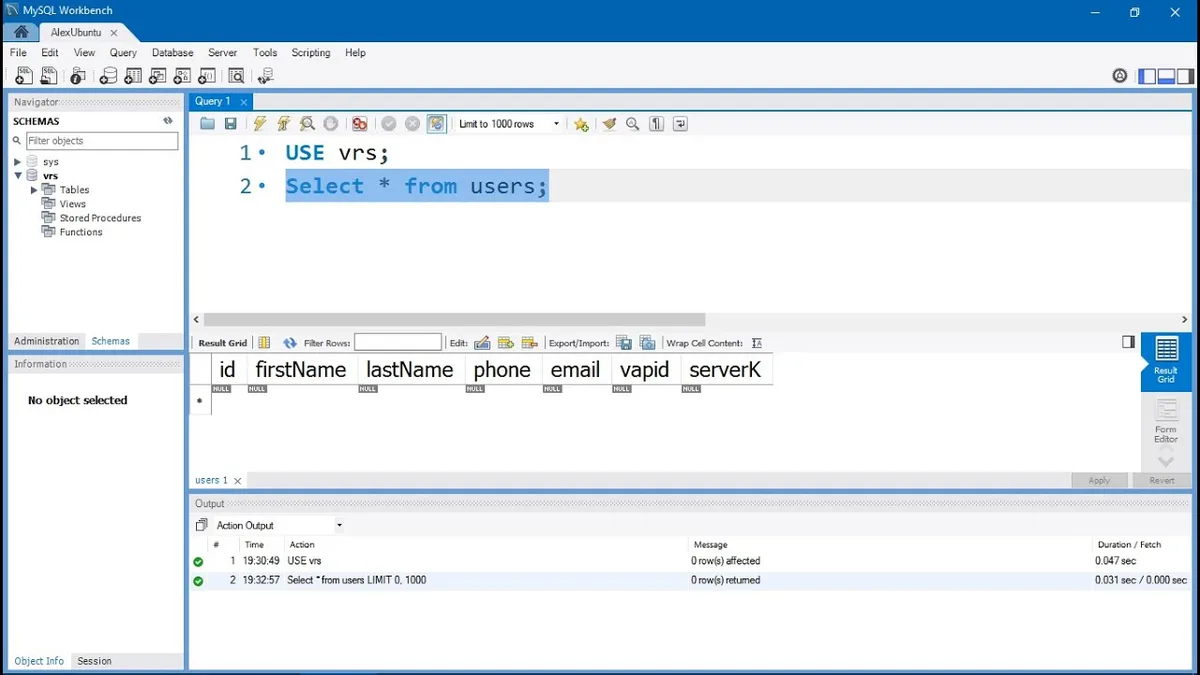 MySQL Workbench
AlexUbuntu
File Edit View Query Database Server Tools Scripting Help
Navigator
SCHEMAS
Filter objects
sys
vrs
Tables
Views
Stored Procedures
Functions
Administration Schemas
Information
No object selected
Object Info Session
Query 1
Limit to 1000 rows
1 USE vrs;
2 Select * from users;
Result Grid Filter Rows: Edit: Export/Import: Wrap Cell Content:
id firstName lastName phone email vapid serverK
NULL NULL NULL NULL NULL NULL NULL
Result Grid
Form Editor
users 1 Apply Revert
Output
Action Output
# Time Action Message Duration / Fetch
1 19:30:49 USE vrs 0 row(s) affected 0.047 sec
2 19:32:57 Select * from users LIMIT 0, 1000 0 row(s) returned 0.031 sec / 0.000 sec